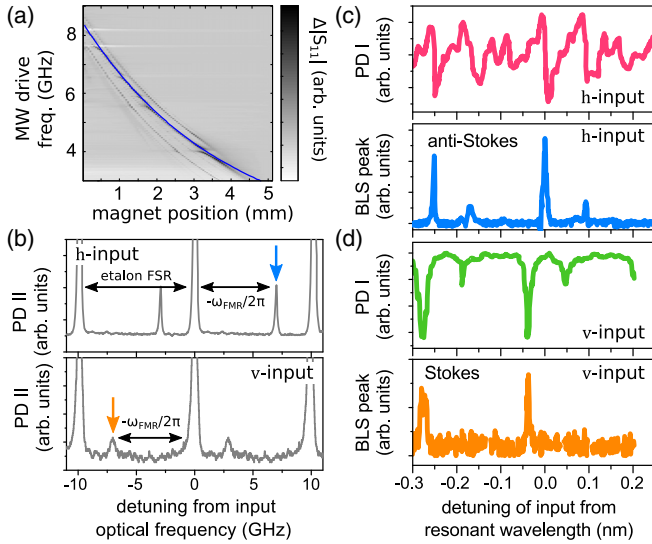 (a)
MW drive
freq. (GHz)
8
6
4
1 2 3 4 5
magnet position (mm)
Δ|S₁₁| (arb. units)
(b)
PD II
(arb. units)
h-input
etalon FSR
-ω_FMR/2π
PD II
(arb. units)
v-input
-ω_FMR/2π
-10 -5 0 5 10
detuning from input
optical frequency (GHz)
(c)
PD I
(arb. units)
h-input
BLS peak
(arb. units)
anti-Stokes
h-input
(d)
PD I
(arb. units)
v-input
BLS peak
(arb. units)
Stokes
v-input
-0.3 -0.2 -0.1 0.0 0.1 0.2
detuning of input from
resonant wavelength (nm)